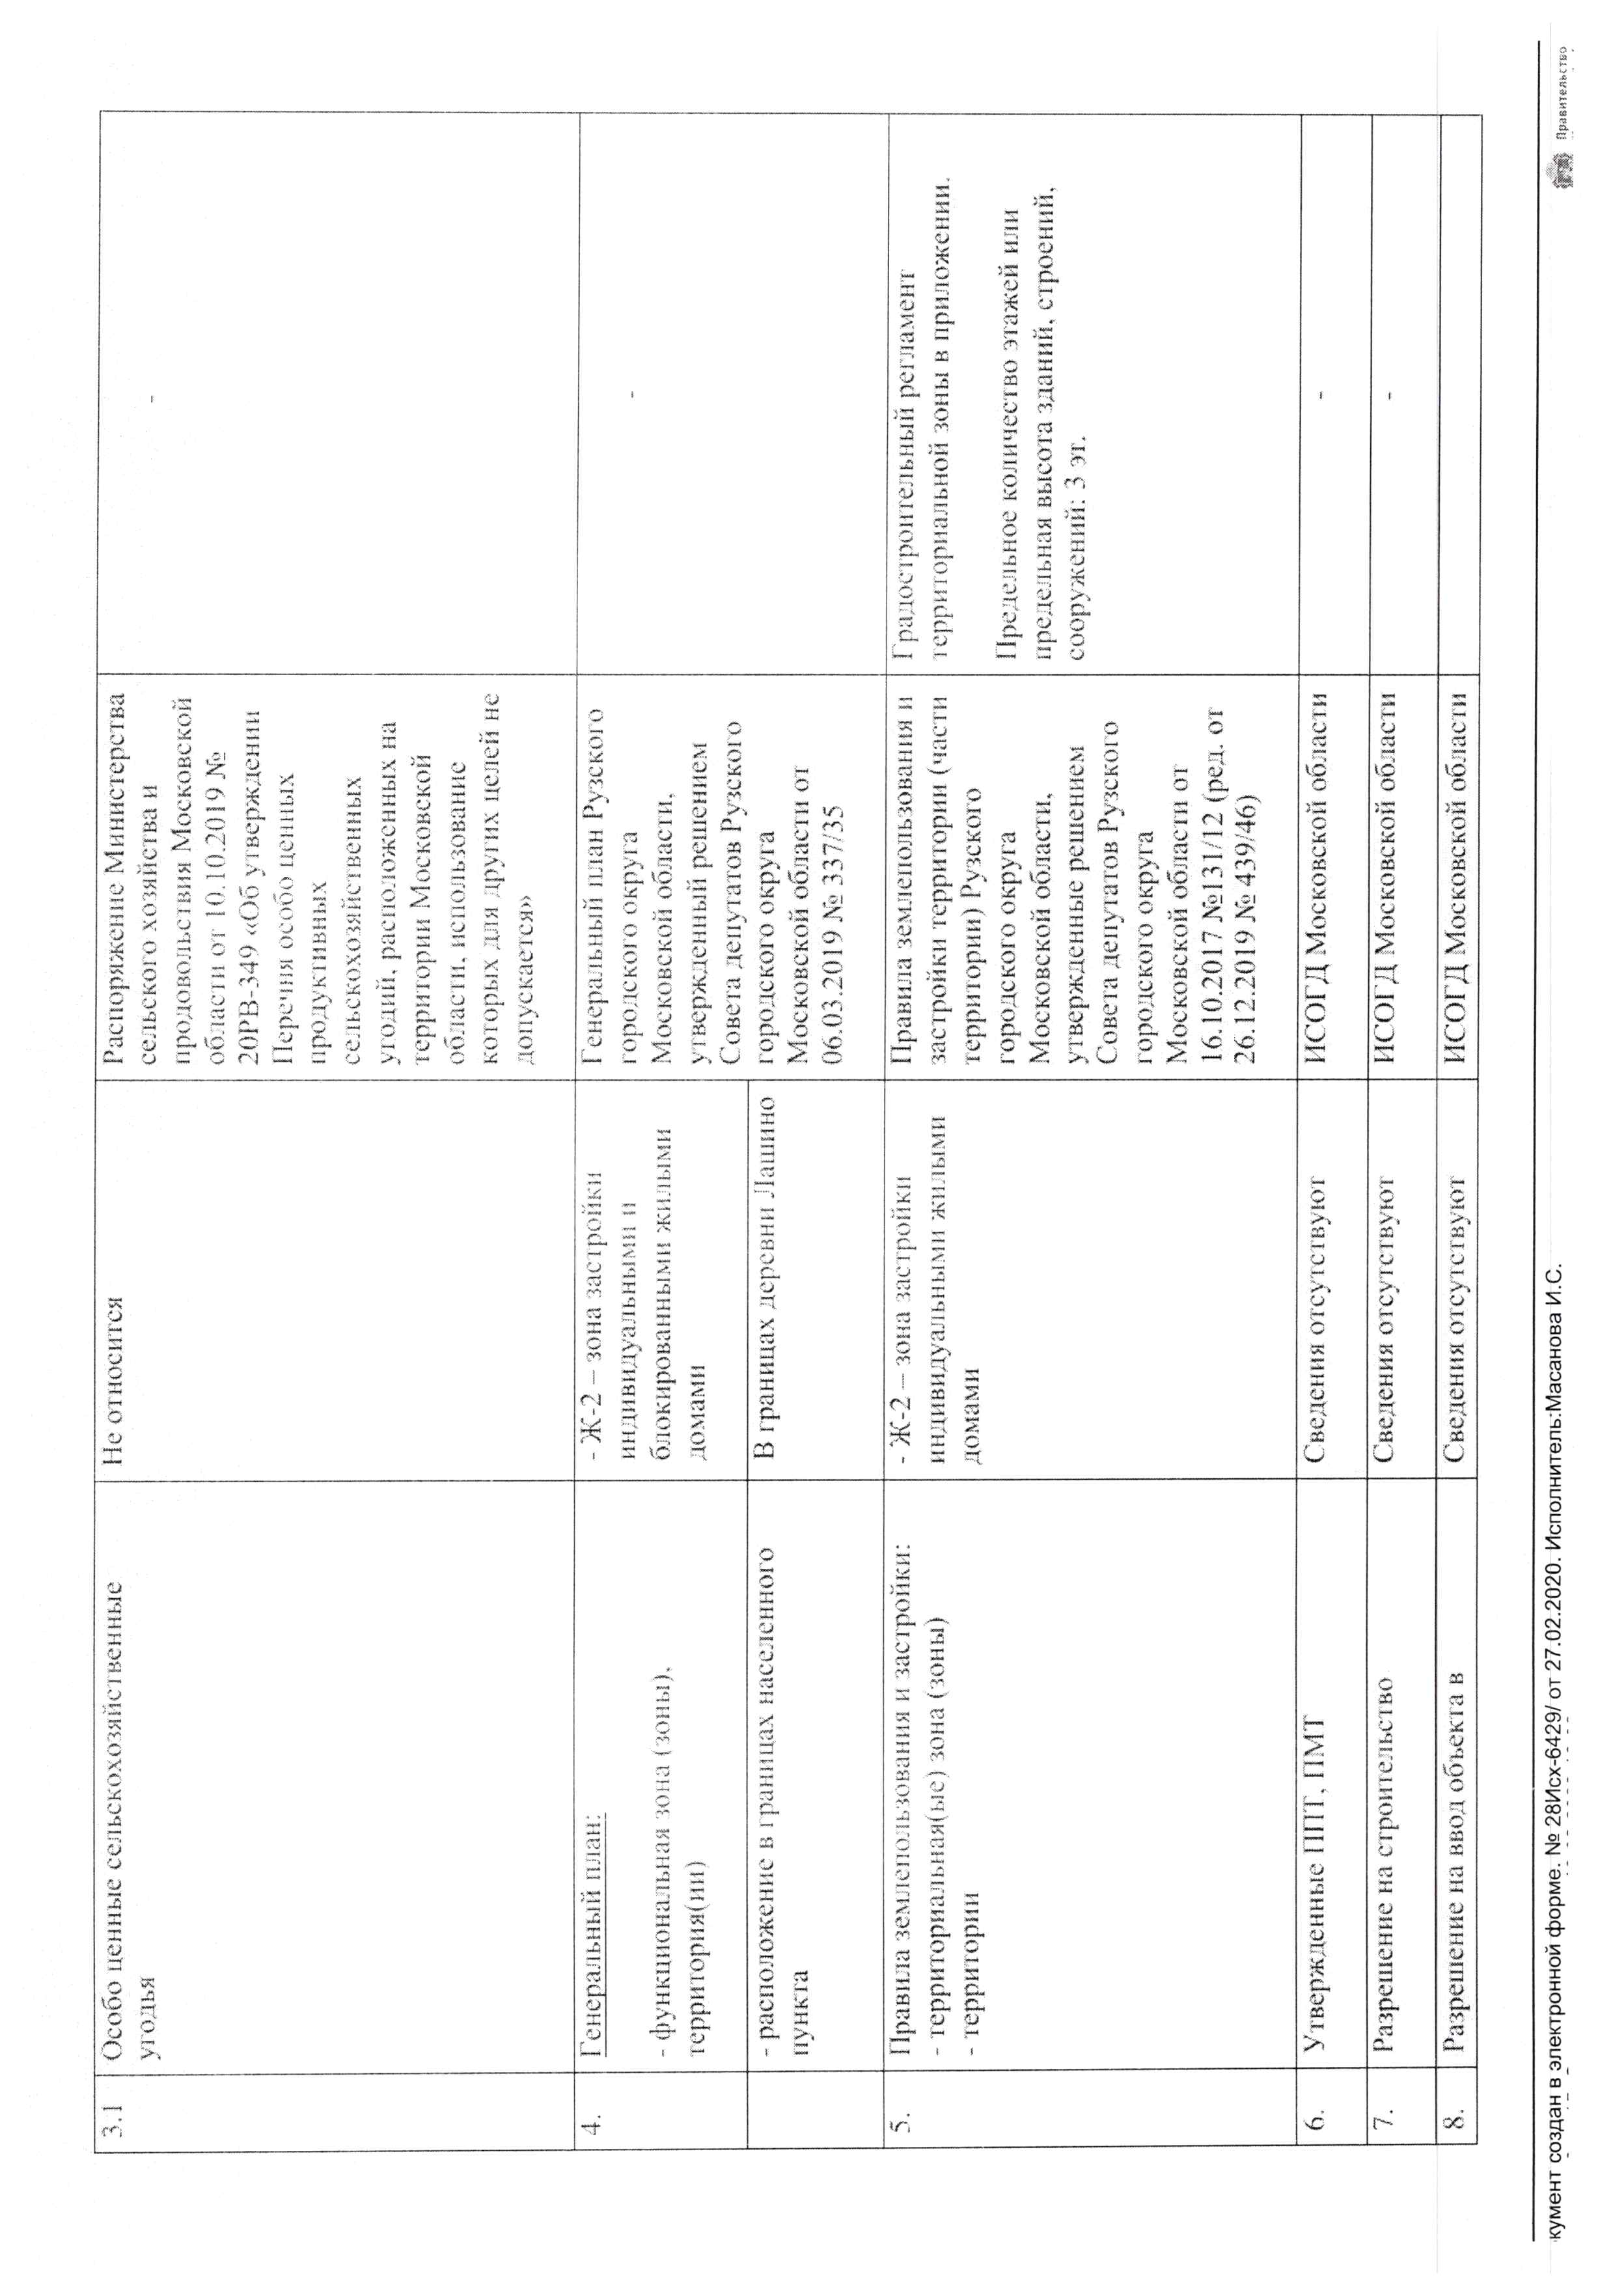 3.1
Особо ценные сельскохозяйственные
угодья
Не относится
Распоряжение Министерства
сельского хозяйства и
продовольствия Московской
области от 10.10.2019 №
20РВ-349 «Об утверждении
Перечня особо ценных
продуктивных
сельскохозяйственных
угодий, расположенных на
территории Московской
области, использование
которых для других целей не
допускается»
-
4.
Генеральный план:
- функциональная зона (зоны),
территория(ии)
- Ж-2 – зона застройки
индивидуальными и
блокированными жилыми
домами
- расположение в границах населенного
пункта
В границах деревни Лашино
Генеральный план Рузского
городского округа
Московской области,
утвержденный решением
Совета депутатов Рузского
городского округа
Московской области от
06.03.2019 № 337/35
-
5.
Правила землепользования и застройки:
- территориальная(ые) зона (зоны)
- территории
- Ж-2 – зона застройки
индивидуальными жилыми
домами
Правила землепользования и
застройки территории (части
территории) Рузского
городского округа
Московской области,
утвержденные решением
Совета депутатов Рузского
городского округа
Московской области от
16.10.2017 №131/12 (ред. от
26.12.2019 № 439/46)
Градостроительный регламент
территориальной зоны в приложении.
Предельное количество этажей или
предельная высота зданий, строений,
сооружений: 3 эт.
6.
Утвержденные ППТ, ПМТ
Сведения отсутствуют
ИСОГД Московской области
-
7.
Разрешение на строительство
Сведения отсутствуют
ИСОГД Московской области
-
8.
Разрешение на ввод объекта в
Сведения отсутствуют
ИСОГД Московской области
кумент создан в электронной форме. № 28Исх-6429/ от 27.02.2020. Исполнитель:Масанова И.С.
Правительство